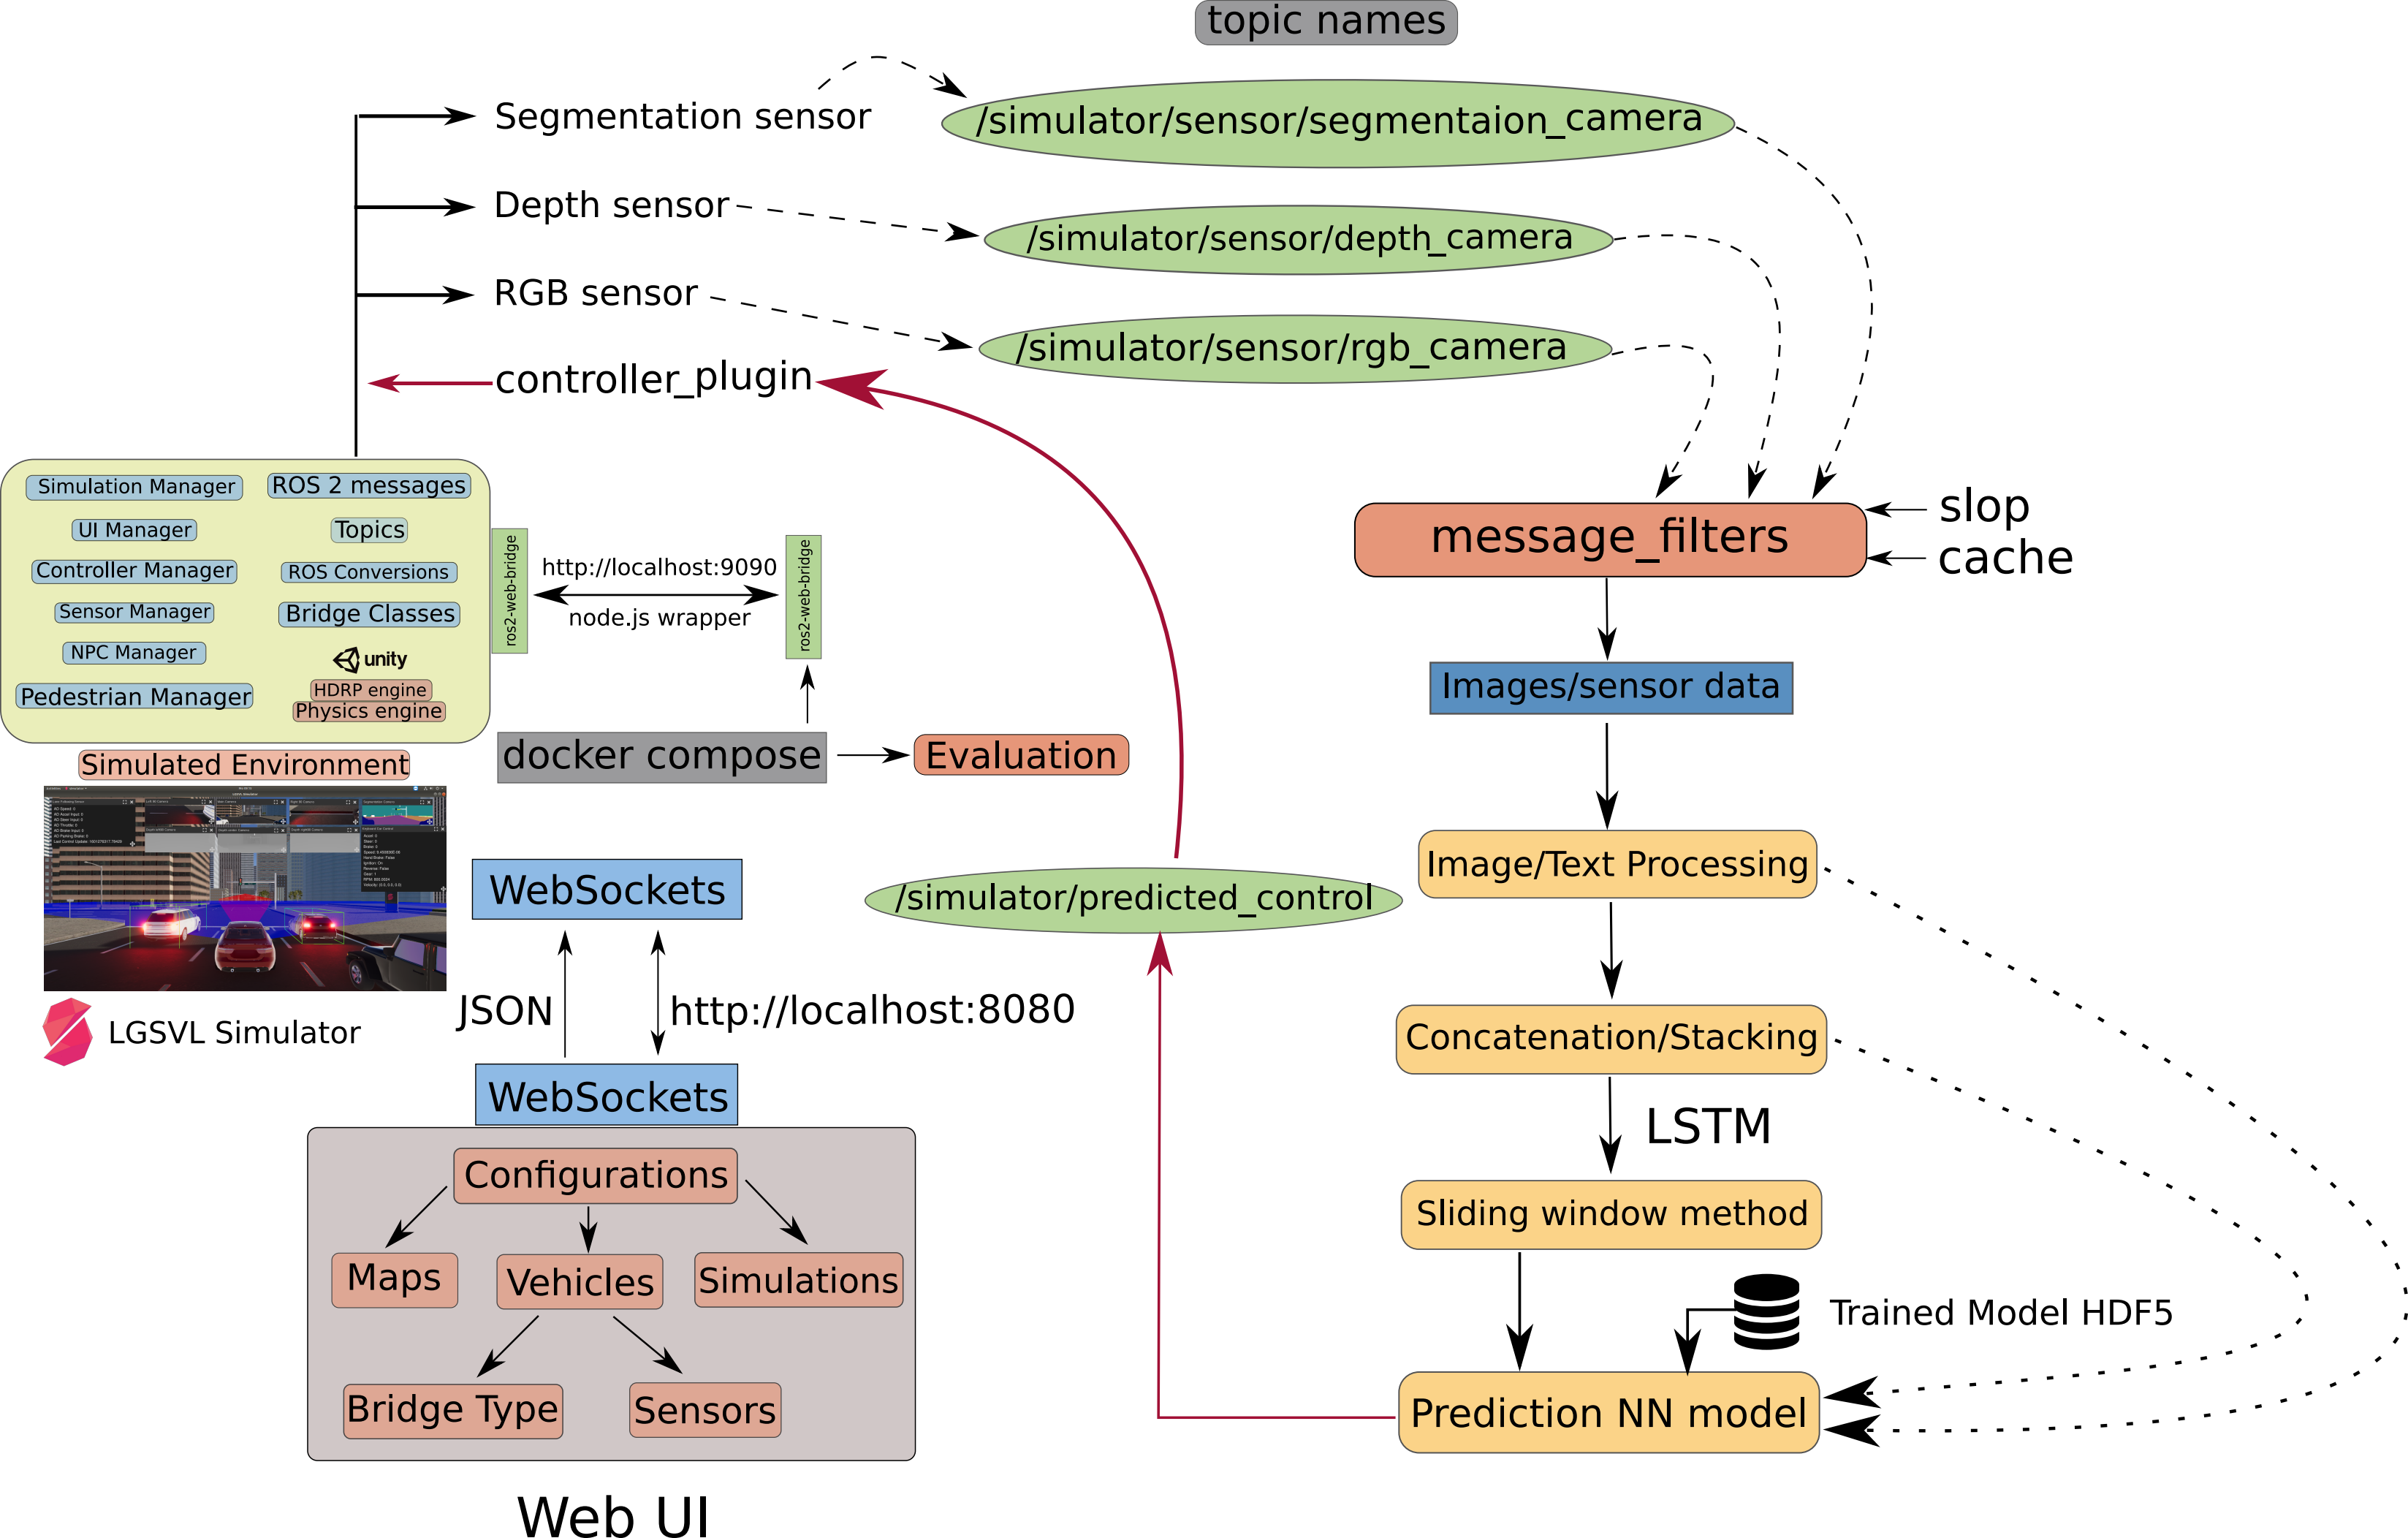 topic names
Segmentation sensor
/simulator/sensor/segmentaion_camera
Depth sensor
/simulator/sensor/depth_camera
RGB sensor
/simulator/sensor/rgb_camera
controller_plugin
message_filters
slop
cache
Simulation Manager
ROS 2 messages
UI Manager
Topics
Controller Manager
ROS Conversions
Sensor Manager
Bridge Classes
NPC Manager
unity
Pedestrian Manager
HDRP engine
Physics engine
ros2-web-bridge
http://localhost:9090
node.js wrapper
ros2-web-bridge
docker compose
Evaluation
Images/sensor data
Simulated Environment
LGSVL Simulator
WebSockets
/simulator/predicted_control
Image/Text Processing
JSON
http://localhost:8080
Concatenation/Stacking
WebSockets
LSTM
Configurations
Sliding window method
Maps
Vehicles
Simulations
Trained Model HDF5
Bridge Type
Sensors
Prediction NN model
Web UI